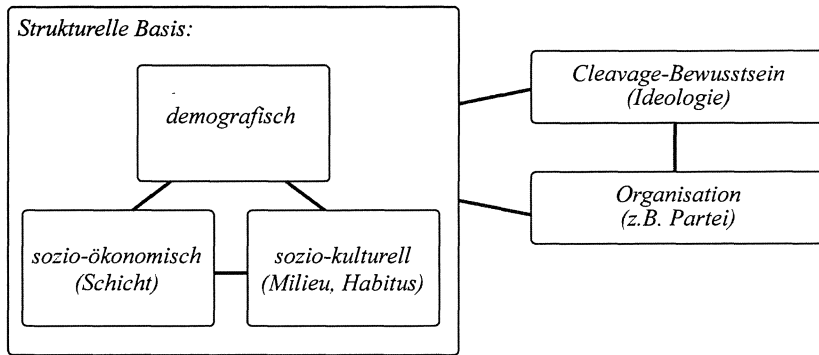 Strukturelle Basis:
demografisch
sozio-ökonomisch
(Schicht)
sozio-kulturell
(Milieu, Habitus)
Cleavage-Bewusstsein
(Ideologie)
Organisation
(z.B. Partei)